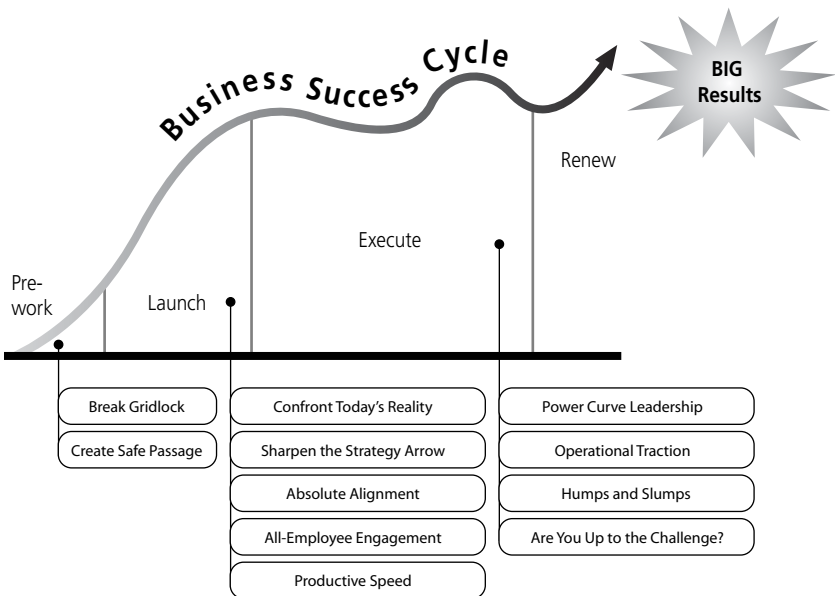 Business Success Cycle
BIG
Results
Renew
Execute
Pre-
work
Launch
Break Gridlock
Create Safe Passage
Confront Today’s Reality
Sharpen the Strategy Arrow
Absolute Alignment
All-Employee Engagement
Productive Speed
Power Curve Leadership
Operational Traction
Humps and Slumps
Are You Up to the Challenge?